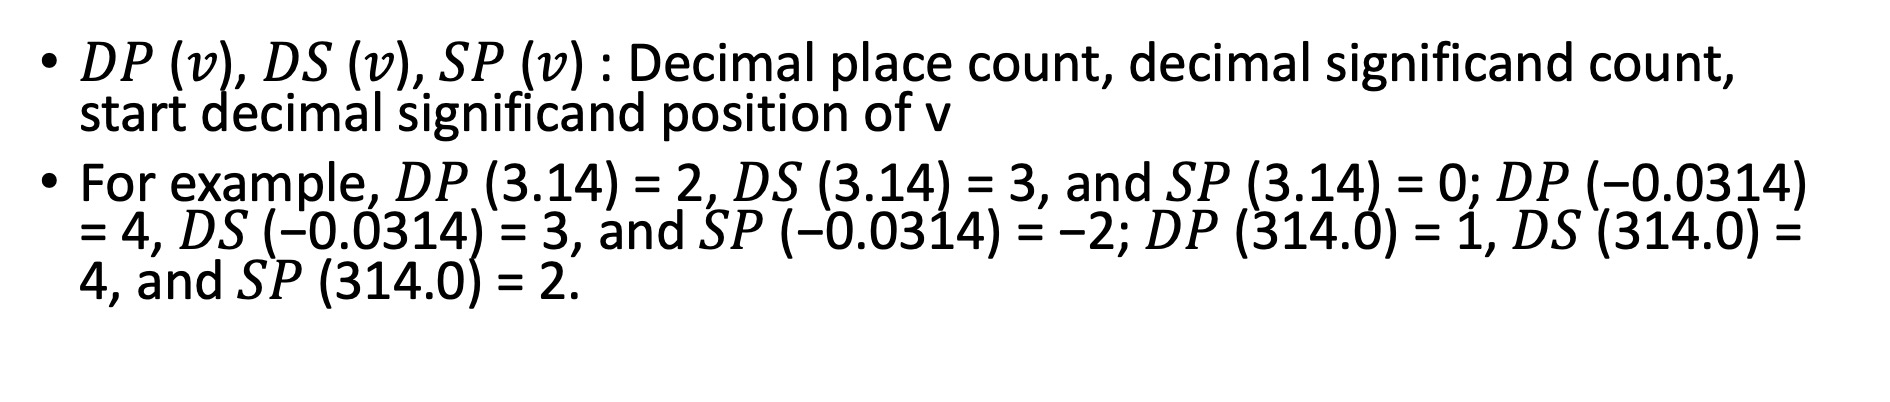 • DP (v), DS (v), SP (v) : Decimal place count, decimal significand count,
start decimal significand position of v
• For example, DP (3.14) = 2, DS (3.14) = 3, and SP (3.14) = 0; DP (−0.0314)
= 4, DS (−0.0314) = 3, and SP (−0.0314) = −2; DP (314.0) = 1, DS (314.0) =
4, and SP (314.0) = 2.